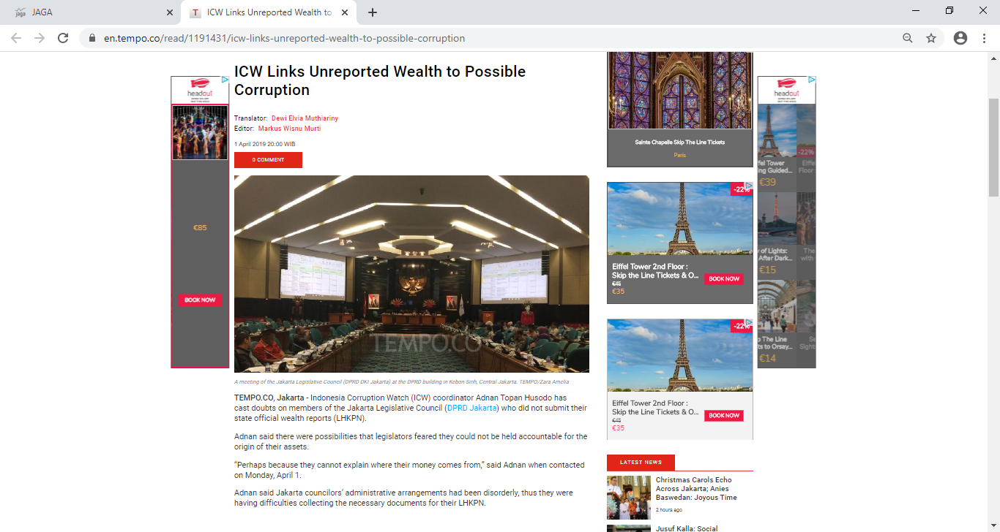 JAGA
ICW Links Unreported Wealth to
en.tempo.co/read/1191431/icw-links-unreported-wealth-to-possible-corruption
headout
€85
BOOK NOW
ICW Links Unreported Wealth to Possible
Corruption
Translator: Dewi Elvia Muthiariny
Editor: Markus Wisnu Murti
1 April 2019 20:00 WIB
0 COMMENT
TEMPO.CO
A meeting of the Jakarta Legislative Council (DPRD DKI Jakarta) at the DPRD building in Kebon Sirih, Central Jakarta. TEMPO/Zara Amelia
TEMPO.CO, Jakarta - Indonesia Corruption Watch (ICW) coordinator Adnan Topan Husodo has
cast doubts on members of the Jakarta Legislative Council (DPRD Jakarta) who did not submit their
state official wealth reports (LHKPN).
Adnan said there were possibilities that legislators feared they could not be held accountable for the
origin of their assets.
“Perhaps because they cannot explain where their money comes from,” said Adnan when contacted
on Monday, April 1.
Adnan said Jakarta councilors’ administrative arrangements had been disorderly, thus they were
having difficulties collecting the necessary documents for their LHKPN.
Sainte Chapelle Skip The Line Tickets
Paris
-22%
Eiffel Tower 2nd Floor :
Skip the Line Tickets & O...
€45
€35
BOOK NOW
-22%
Eiffel Tower 2nd Floor :
Skip the Line Tickets & O...
€45
€35
BOOK NOW
LATEST NEWS
Christmas Carols Echo
Across Jakarta; Anies
Baswedan: Joyous Time
2 hours ago
Jusuf Kalla: Social
headout
-22%
ffel Tower
ng Guided...
€39
Eiffel
Floor
y of Lights:
After Dark...
€15
The
with
p The Line
ts to Orsay...
€14
Se
Sights